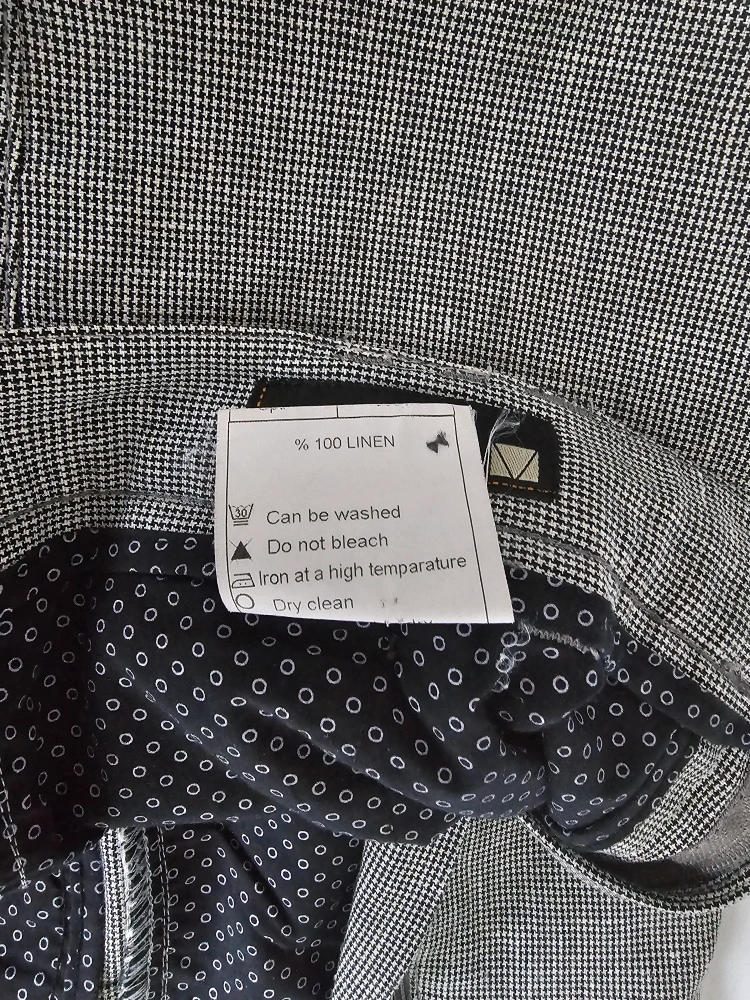 % 100 LINEN
30
Can be washed
Do not bleach
Iron at a high temparature
Dry clean